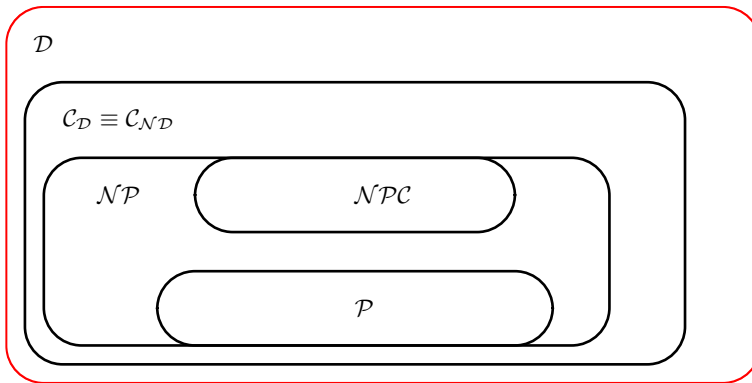 𝒟
𝒞_𝒟 ≡ 𝒞_𝒩𝒟
𝒩𝒫
𝒩𝒫𝒞
𝒫